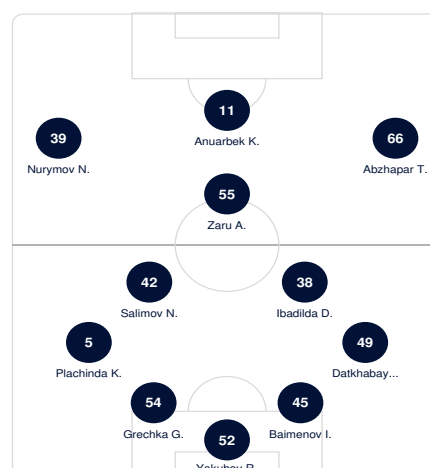 11
Anuarbek K.
39
Nurymov N.
66
Abzhapar T.
55
Zaru A.
42
Salimov N.
38
Ibadilda D.
5
Plachinda K.
49
Datkhabay...
54
Grechka G.
45
Baimenov I.
52